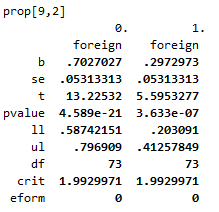 prop[9,2]
0. 1.
foreign foreign
b .7027027 .2972973
se .05313313 .05313313
t 13.22532 5.5953277
pvalue 4.589e-21 3.633e-07
ll .58742151 .203091
ul .796909 .41257849
df 73 73
crit 1.9929971 1.9929971
eform 0 0